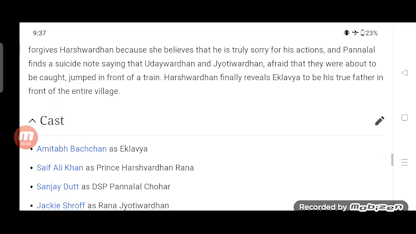 9:37
23%
forgives Harshwardhan because she believes that he is truly sorry for his actions, and Pannalal
finds a suicide note saying that Udaywardhan and Jyotiwardhan, afraid that they were about to
be caught, jumped in front of a train. Harshwardhan finally reveals Eklavya to be his true father in
front of the entire village.
Cast
• Amitabh Bachchan as Eklavya
• Saif Ali Khan as Prince Harshvardhan Rana
• Sanjay Dutt as DSP Pannalal Chohar
• Jackie Shroff as Rana Jyotiwardhan
Recorded by Mobizen